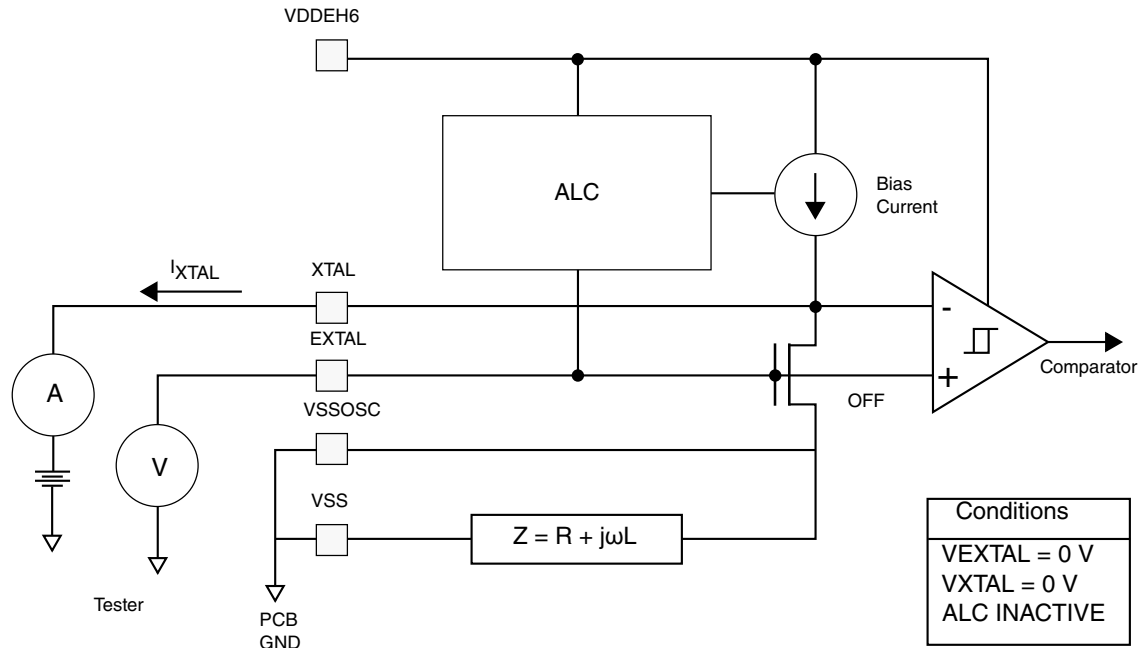 VDDEH6
ALC
Bias
Current
I_XTAL
XTAL
EXTAL
-
+
A
V
VSSOSC
OFF
Comparator
VSS
Z = R + jωL
Tester
PCB
GND
Conditions
VEXTAL = 0 V
VXTAL = 0 V
ALC INACTIVE